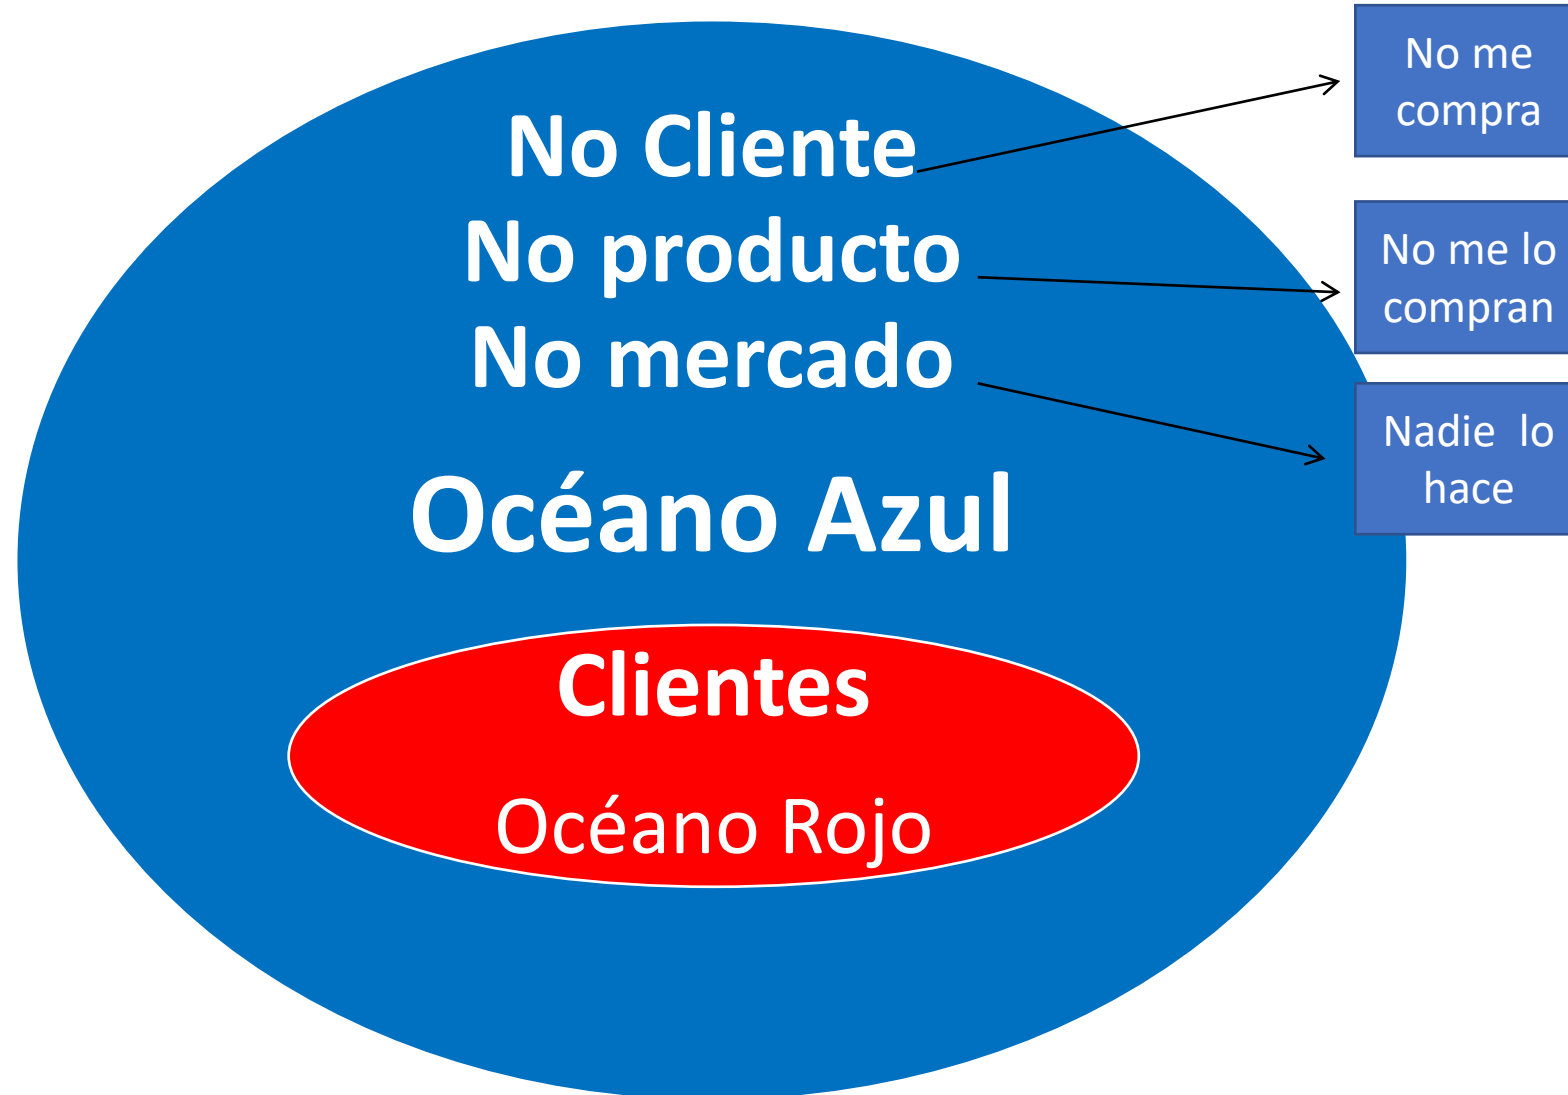 No Cliente
No producto
No mercado
Océano Azul
Clientes
Océano Rojo
No me
compra
No me lo
compran
Nadie lo
hace